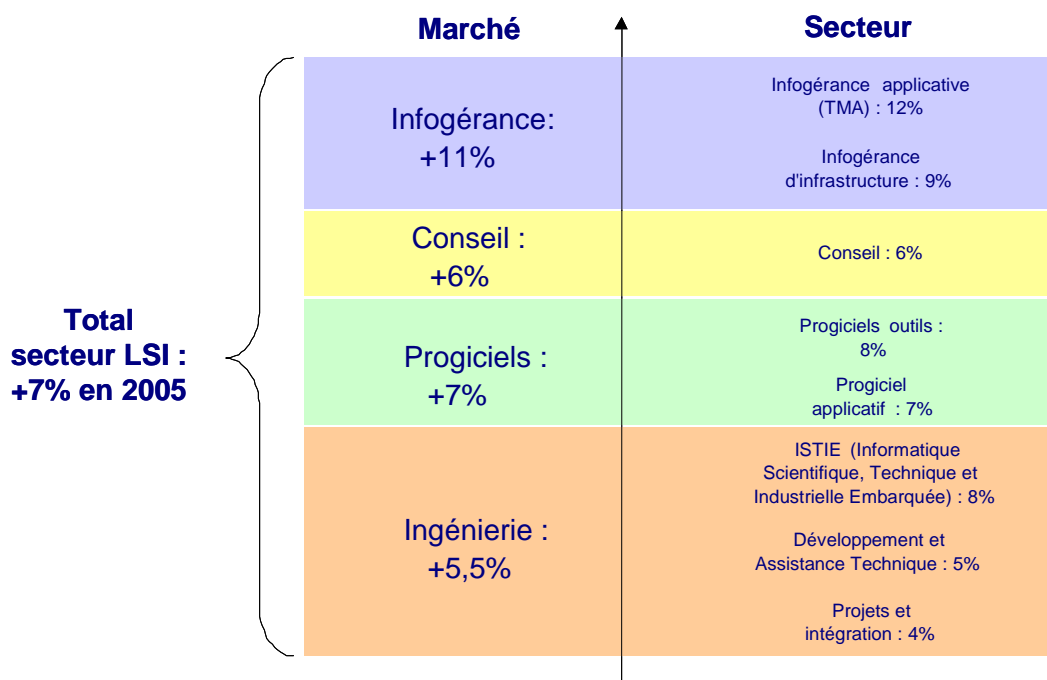 Marché
Secteur
Infogérance:
+11%
Infogérance applicative
(TMA) : 12%
Infogérance
d'infrastructure : 9%
Conseil :
+6%
Conseil : 6%
Total
secteur LSI :
+7% en 2005
Progiciels :
+7%
Progiciels outils :
8%
Progiciel
applicatif : 7%
Ingénierie :
+5,5%
ISTIE (Informatique
Scientifique, Technique et
Industrielle Embarquée) : 8%
Développement et
Assistance Technique : 5%
Projets et
intégration : 4%